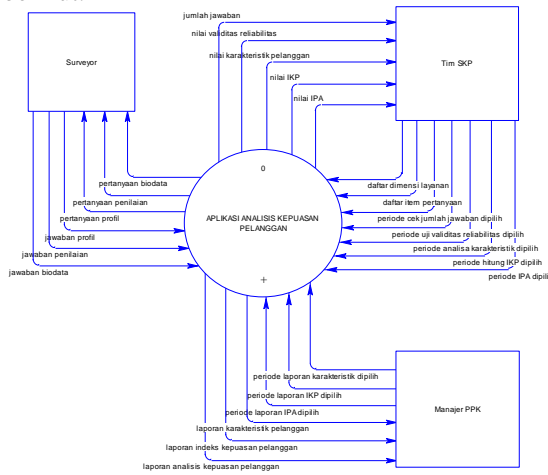 jumlah jawaban
nilai validitas reliabilitas
nilai karakteristik pelanggan
nilai IKP
nilai IPA
Surveyor
Tim SKP
0
APLIKASI ANALISIS KEPUASAN
PELANGGAN
+
pertanyaan biodata
pertanyaan penilaian
pertanyaan profil
jawaban profil
jawaban penilaian
jawaban biodata
daftar dimensi layanan
daftar item pertanyaan
periode cek jumlah jawaban dipilih
periode uji validitas reliabilitas dipilih
periode analisa karakteristik dipilih
periode hitung IKP dipilih
periode IPA dipili
periode laporan karakteristik dipilih
periode laporan IKP dipilih
periode laporan IPA dipilih
Manajer PPK
laporan karakteristik pelanggan
laporan indeks kepuasan pelanggan
laporan analisis kepuasan pelanggan